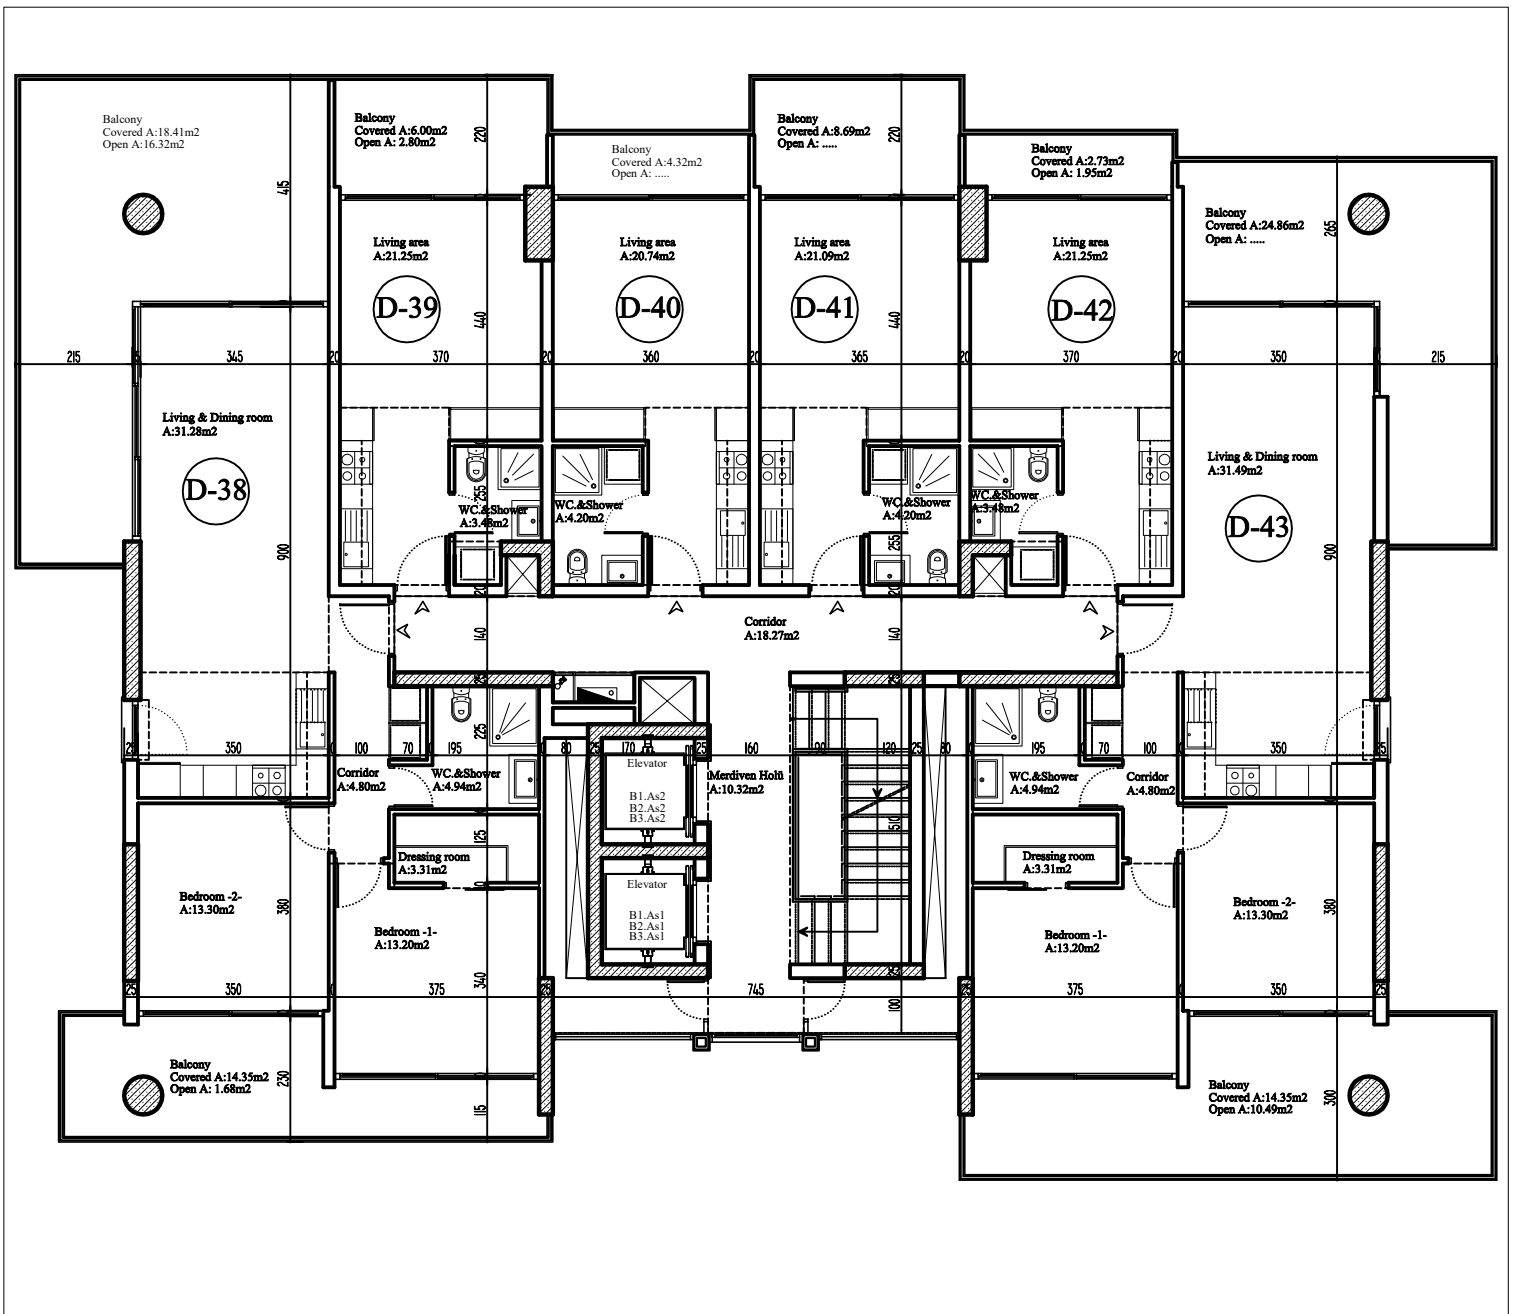 Balcony
Covered A:18.41m2
Open A:16.32m2
Balcony
Covered A:6.00m2
Open A: 2.80m2
220
Balcony
Covered A:4.32m2
Open A: .....
Balcony
Covered A:8.69m2
Open A: .....
220
Balcony
Covered A:2.73m2
Open A: 1.95m2
Balcony
Covered A:24.86m2
Open A: .....
415
265
Living area
A:21.25m2
Living area
A:20.74m2
Living area
A:21.09m2
Living area
A:21.25m2
D-39
D-40
D-41
D-42
440
440
215
345
20
370
20
360
20
365
20
370
20
350
215
Living & Dining room
A:31.28m2
Living & Dining room
A:31.49m2
D-38
D-43
255
WC.&Shower
A:3.48m2
WC.&Shower
A:4.20m2
WC.&Shower
A:4.20m2
WC.&Shower
A:3.48m2
255
900
900
20
20
140
Corridor
A:18.27m2
140
25
25
225
25
350
100
70
195
80
25
170
25
160
120
25
80
195
70
100
350
Corridor
A:4.80m2
WC.&Shower
A:4.94m2
Elevator
B1.As2
B2.As2
B3.As2
Merdiven Holü
A:10.32m2
WC.&Shower
A:4.94m2
Corridor
A:4.80m2
125
510
Dressing room
A:3.31m2
Dressing room
A:3.31m2
Elevator
B1.As1
B2.As1
B3.As1
Bedroom -2-
A:13.30m2
380
Bedroom -1-
A:13.20m2
Bedroom -1-
A:13.20m2
Bedroom -2-
A:13.30m2
380
340
25
25
350
375
25
745
25
375
350
25
100
Balcony
Covered A:14.35m2
Open A: 1.68m2
230
115
Balcony
Covered A:14.35m2
Open A:10.49m2
300